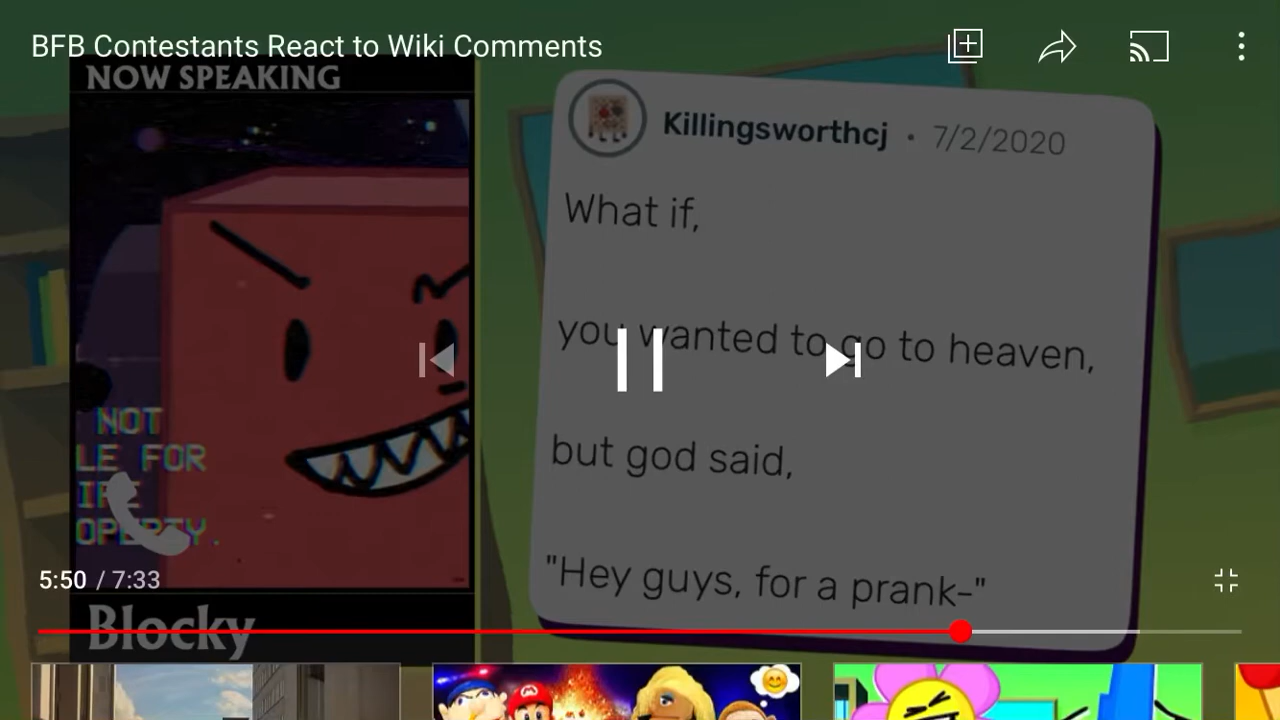 BFB Contestants React to Wiki Comments
NOW SPEAKING
Killingsworthcj • 7/2/2020
What if,
you wanted to go to heaven,
but god said,
"Hey guys, for a prank-"
NOT
LE FOR
OPERTY.
5:50 / 7:33
Blocky